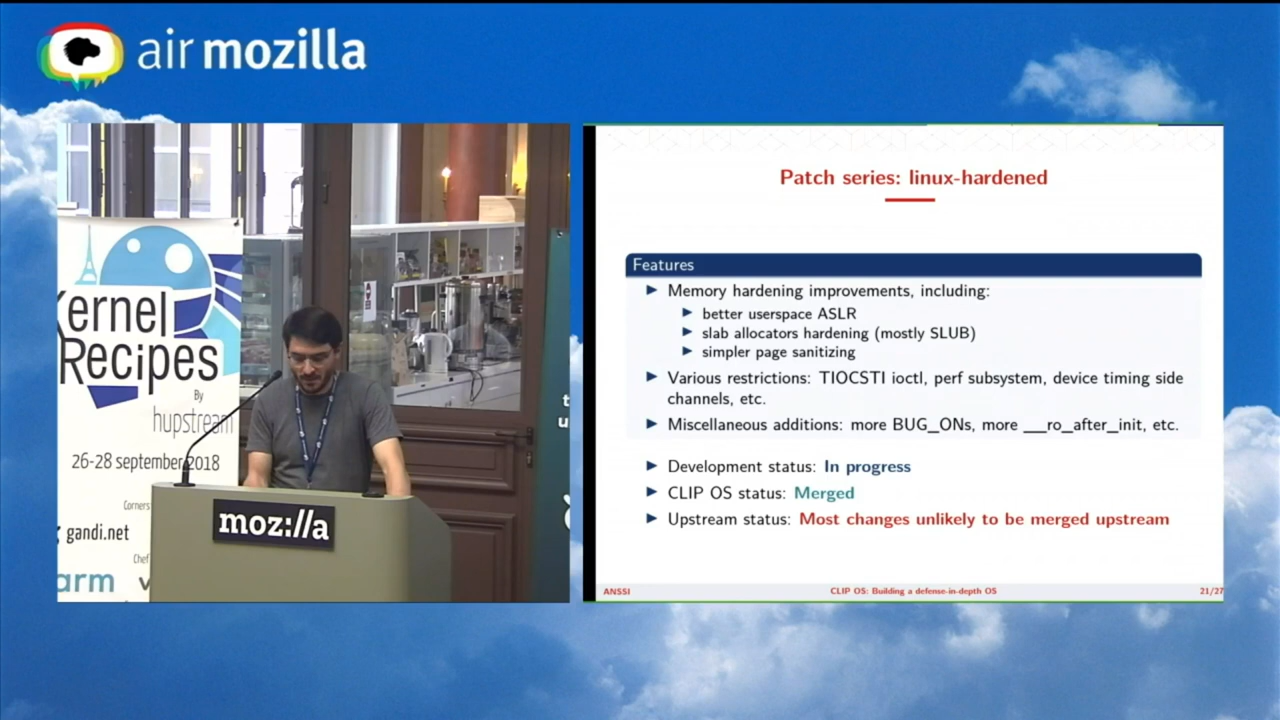 air mozilla
Kernel
Recipes
By
hupstream
26-28 september 2018
Corners
gandi.net
Chef
arm
moz://a
Patch series: linux-hardened
Features
Memory hardening improvements, including:
better userspace ASLR
slab allocators hardening (mostly SLUB)
simpler page sanitizing
Various restrictions: TIOCSTI ioctl, perf subsystem, device timing side
channels, etc.
Miscellaneous additions: more BUG_ONs, more __ro_after_init, etc.
Development status: In progress
CLIP OS status: Merged
Upstream status: Most changes unlikely to be merged upstream
ANSSI CLIP OS: Building a defense-in-depth OS 21/27